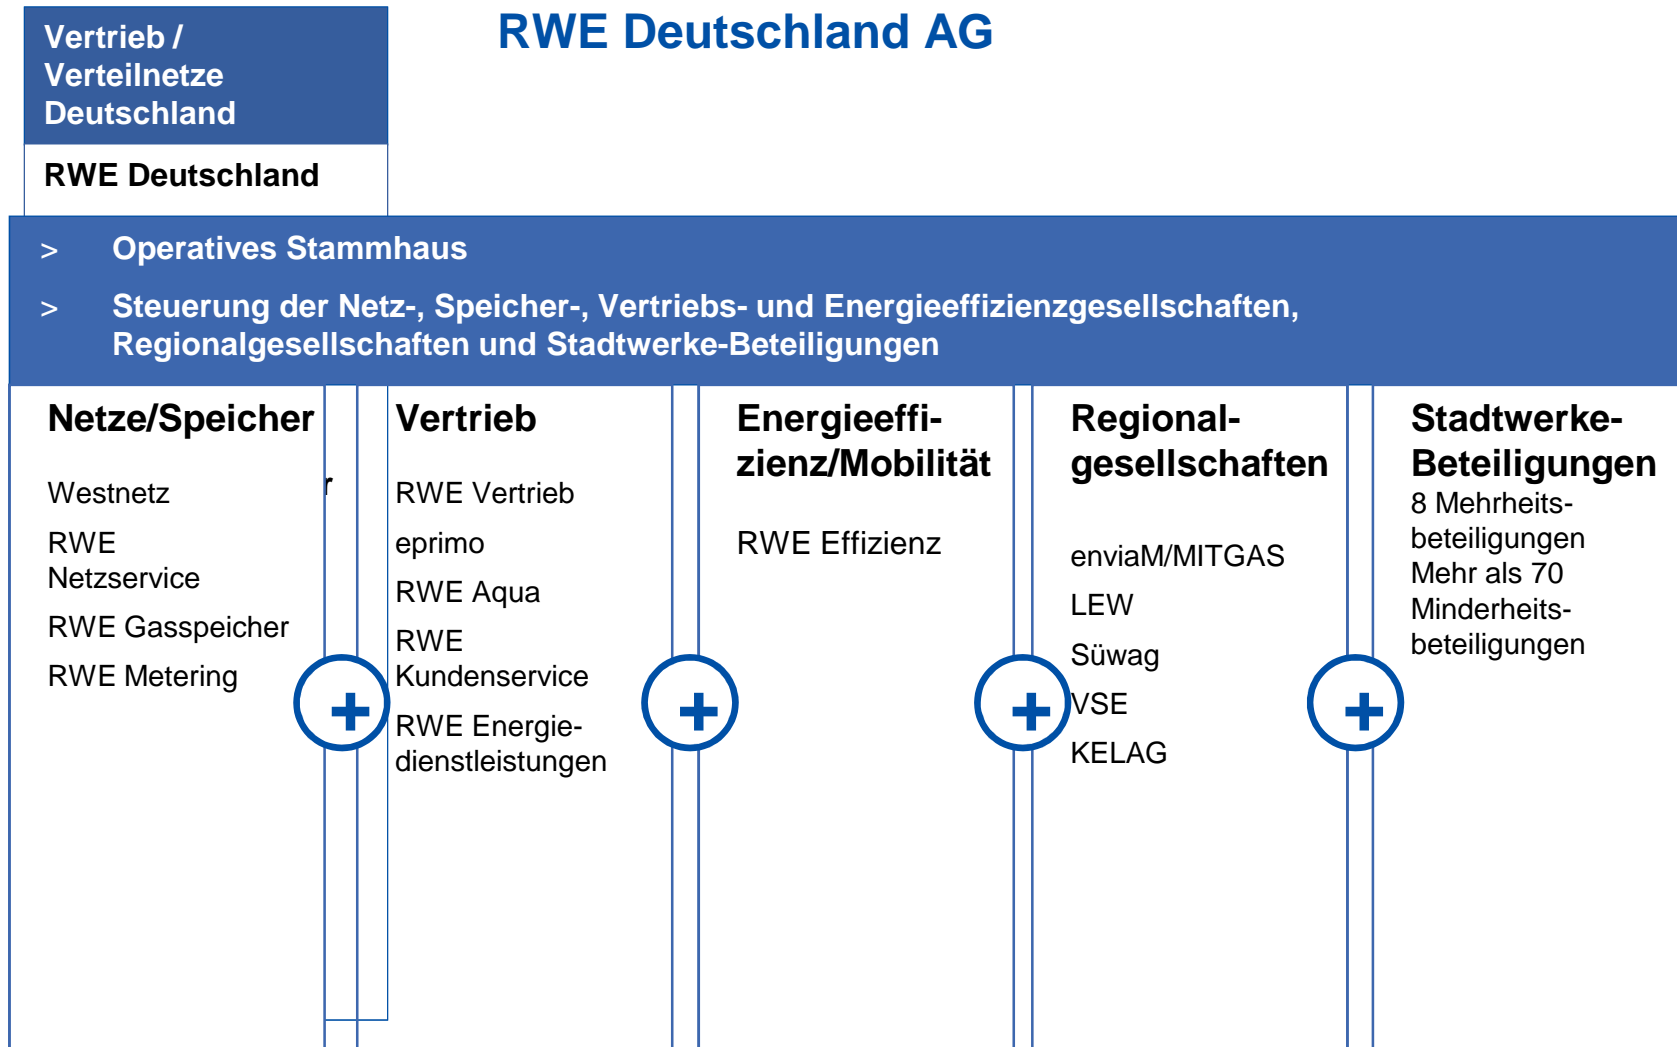 RWE Deutschland AG
Vertrieb /
Verteilnetze
Deutschland
RWE Deutschland
> Operatives Stammhaus
> Steuerung der Netz-, Speicher-, Vertriebs- und Energieeffizienzgesellschaften,
Regionalgesellschaften und Stadtwerke-Beteiligungen
Netze/Speicher
Westnetz
RWE
Netzservice
RWE Gasspeicher
RWE Metering
r
+
Vertrieb
RWE Vertrieb
eprimo
RWE Aqua
RWE
Kundenservice
RWE Energie-
dienstleistungen
+
Energieeffi-
zienz/Mobilität
RWE Effizienz
+
Regional-
gesellschaften
enviaM/MITGAS
LEW
Süwag
VSE
KELAG
+
Stadtwerke-
Beteiligungen
8 Mehrheits-
beteiligungen
Mehr als 70
Minderheits-
beteiligungen